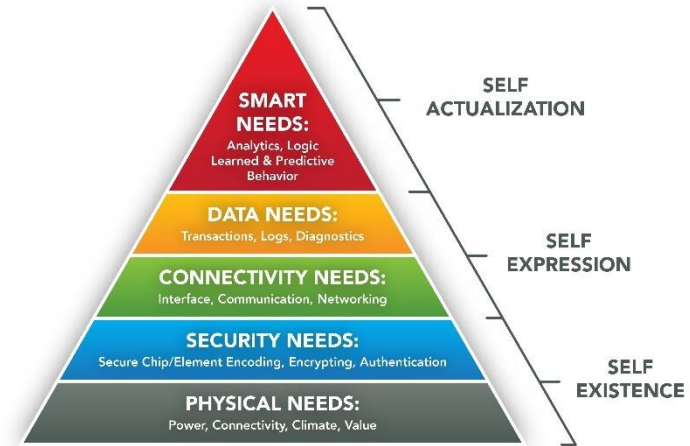 SMART
NEEDS:
Analytics, Logic
Learned & Predictive
Behavior
DATA NEEDS:
Transactions, Logs, Diagnostics
CONNECTIVITY NEEDS:
Interface, Communication, Networking
SECURITY NEEDS:
Secure Chip/Element Encoding, Encrypting, Authentication
PHYSICAL NEEDS:
Power, Connectivity, Climate, Value
SELF
ACTUALIZATION
SELF
EXPRESSION
SELF
EXISTENCE